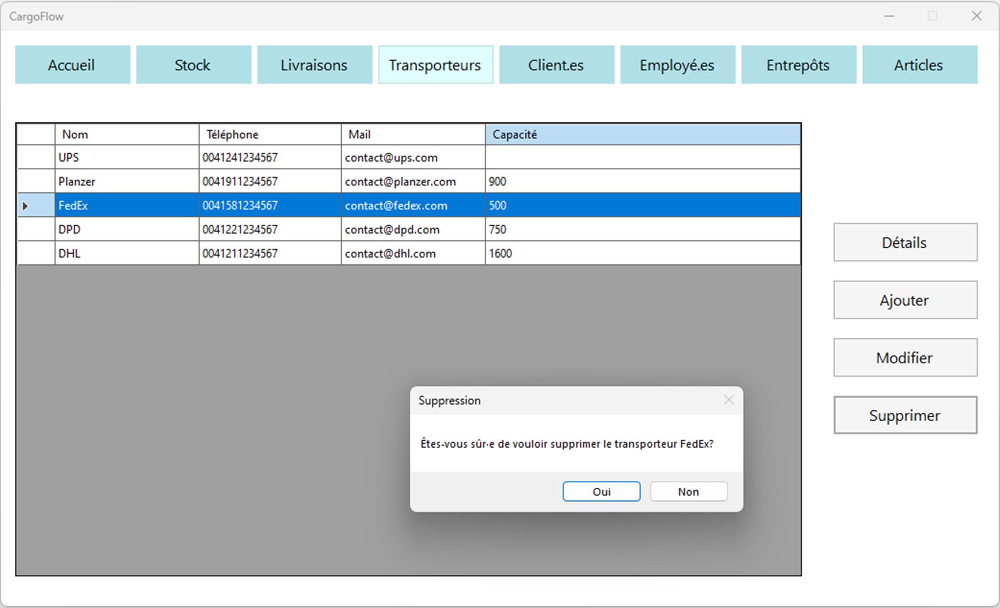 CargoFlow
Accueil Stock Livraisons Transporteurs Client.es Employé.es Entrepôts Articles
Nom Téléphone Mail Capacité
UPS 0041241234567 contact@ups.com
Planzer 0041911234567 contact@planzer.com 900
FedEx 0041581234567 contact@fedex.com 500
DPD 0041221234567 contact@dpd.com 750
DHL 0041211234567 contact@dhl.com 1600
Détails
Ajouter
Modifier
Supprimer
Suppression
Êtes-vous sûr·e de vouloir supprimer le transporteur FedEx?
Oui Non